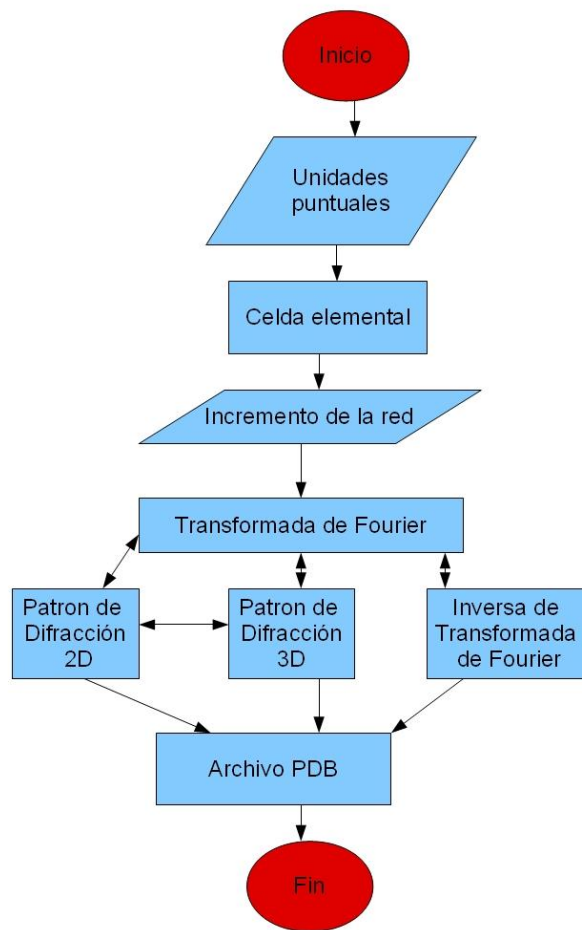 Inicio
Unidades
puntuales
Celda elemental
Incremento de la red
Transformada de Fourier
Patron de
Difracción
2D
Patron de
Difracción
3D
Inversa de
Transformada
de Fourier
Archivo PDB
Fin